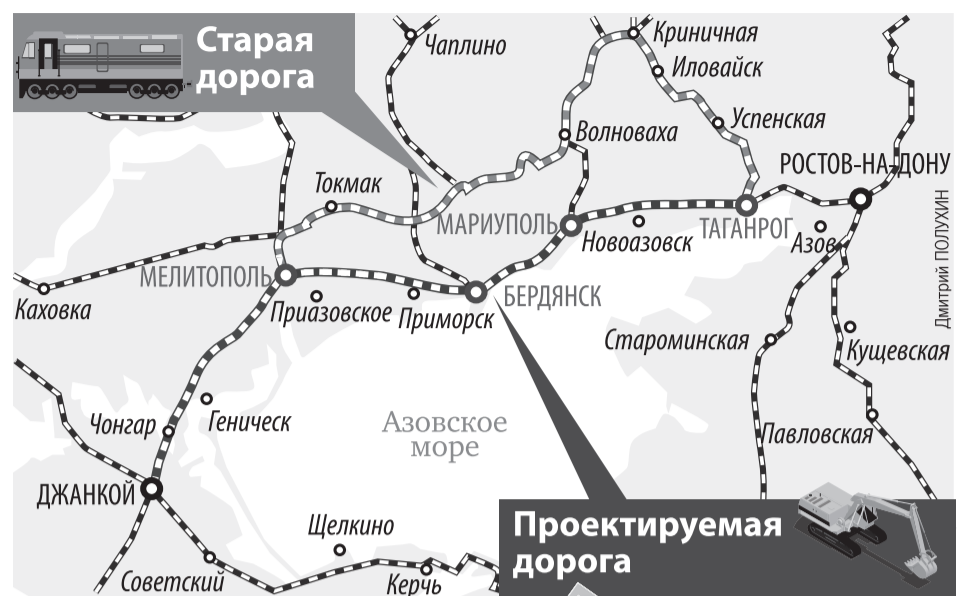 Старая
дорога
Чаплино
Криничная
Иловайск
Успенская
Волноваха
РОСТОВ-НА-ДОНУ
Токмак
МАРИУПОЛЬ
Новоазовск
ТАГАНРОГ
Азов
МЕЛИТОПОЛЬ
Каховка
Приазовское
Приморск
БЕРДЯНСК
Дмитрий ПОЛУХИН
Староминская
Кущевская
Чонгар
Геническ
Азовское
море
Павловская
ДЖАНКОЙ
Щелкино
Советский
Керчь
Проектируемая
дорога